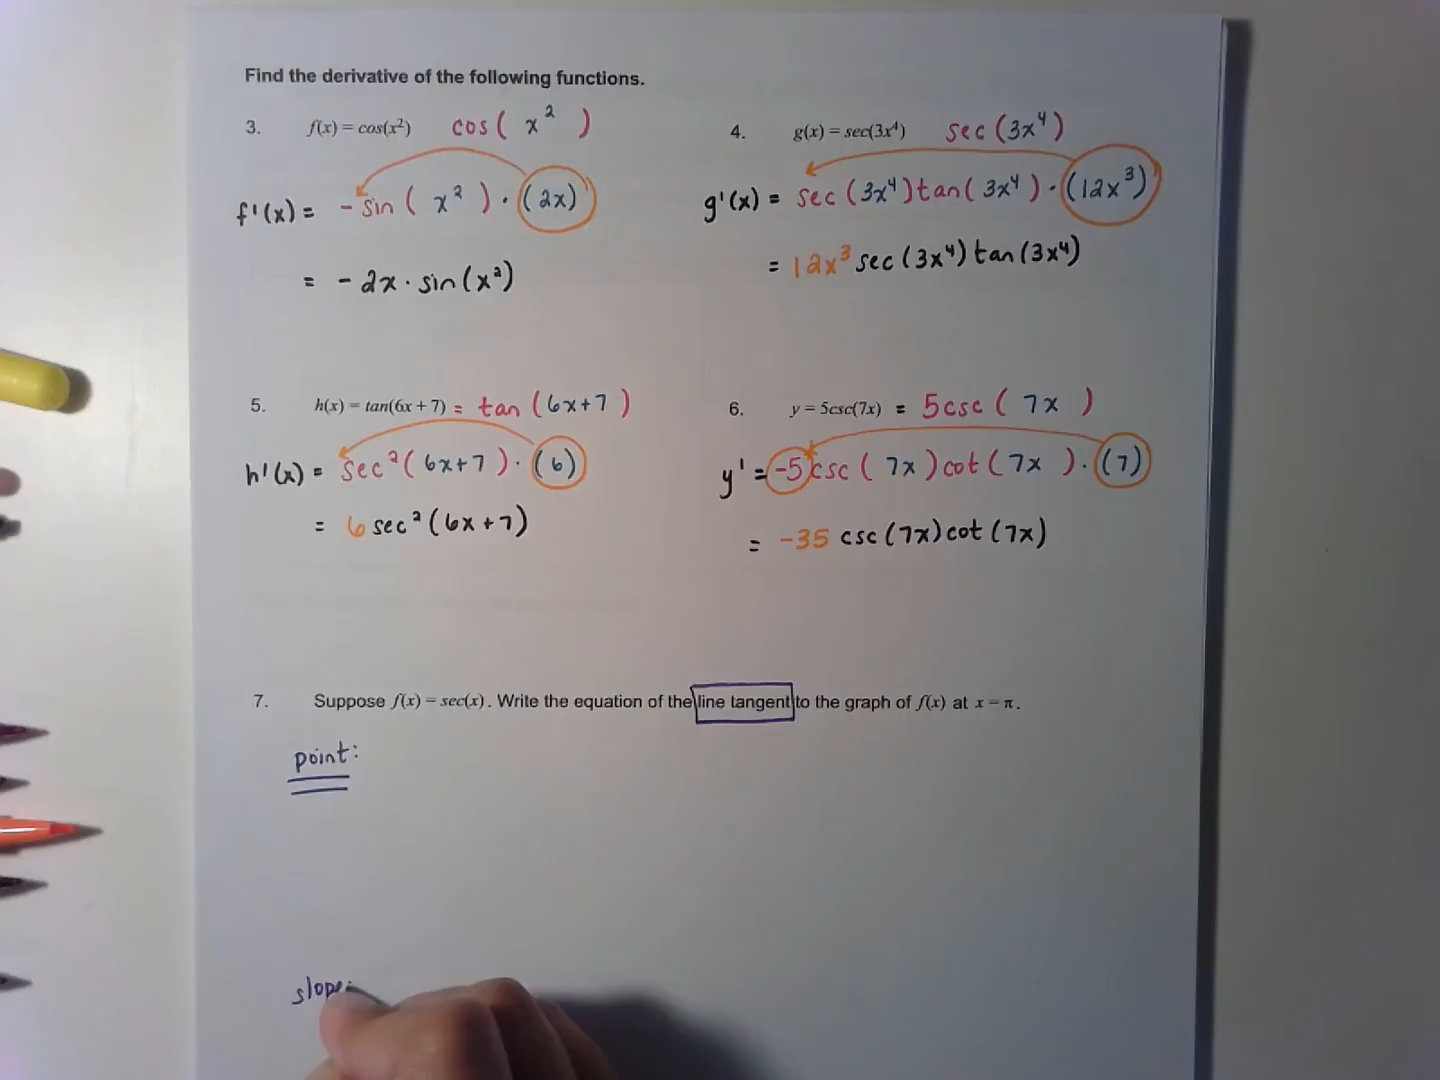 Find the derivative of the following functions.
3. f(x) = cos(x²) cos( x² )
f'(x) = - sin( x² ) · (2x)
= - 2x · sin(x²)
4. g(x) = sec(3x⁴) sec(3x⁴)
g'(x) = sec(3x⁴)tan(3x⁴) · (12x³)
= 12x³ sec(3x⁴) tan(3x⁴)
5. h(x) = tan(6x + 7) = tan(6x+7)
h'(x) = sec²(6x+7) · (6)
= 6 sec²(6x+7)
6. y = 5csc(7x) = 5csc( 7x )
y' = -5csc( 7x )cot( 7x ) · (7)
= -35 csc(7x)cot(7x)
7. Suppose f(x) = sec(x). Write the equation of the line tangent to the graph of f(x) at x = π.
point:
slope: